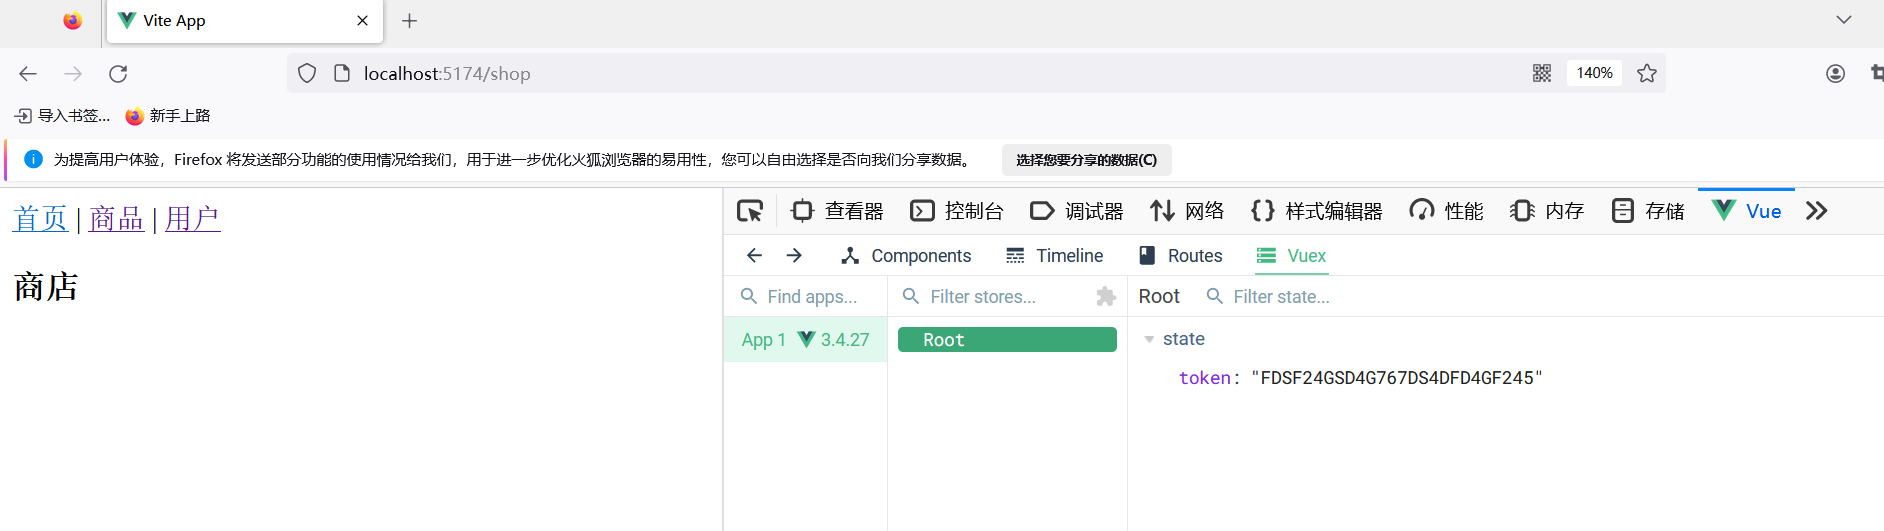 Vite App
localhost:5174/shop
140%
导入书签...
新手上路
为提高用户体验，Firefox 将发送部分功能的使用情况给我们，用于进一步优化火狐浏览器的易用性，您可以自由选择是否向我们分享数据。
选择您要分享的数据(C)
首页 | 商品 | 用户
商店
查看器 控制台 调试器 网络 样式编辑器 性能 内存 存储 Vue
Components Timeline Routes Vuex
Find apps... Filter stores... Root Filter state...
App 1 3.4.27
Root
state
token: "FDSF24GSD4G767DS4DFD4GF245"